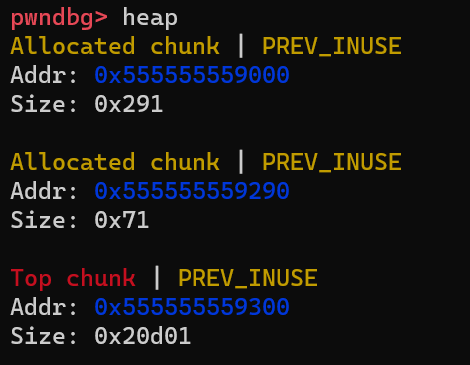 pwndbg> heap
Allocated chunk | PREV_INUSE
Addr: 0x555555559000
Size: 0x291
Allocated chunk | PREV_INUSE
Addr: 0x555555559290
Size: 0x71
Top chunk | PREV_INUSE
Addr: 0x555555559300
Size: 0x20d01